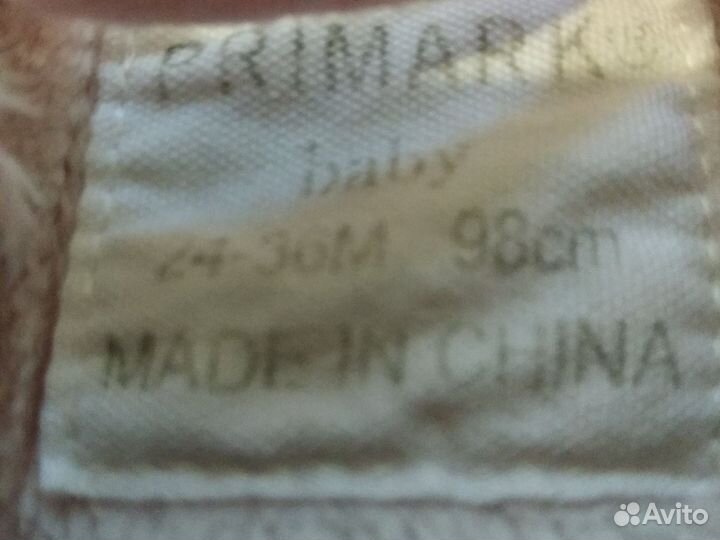 PRIMARK®
baby
24-36M 98cm
MADE IN CHINA
Avito